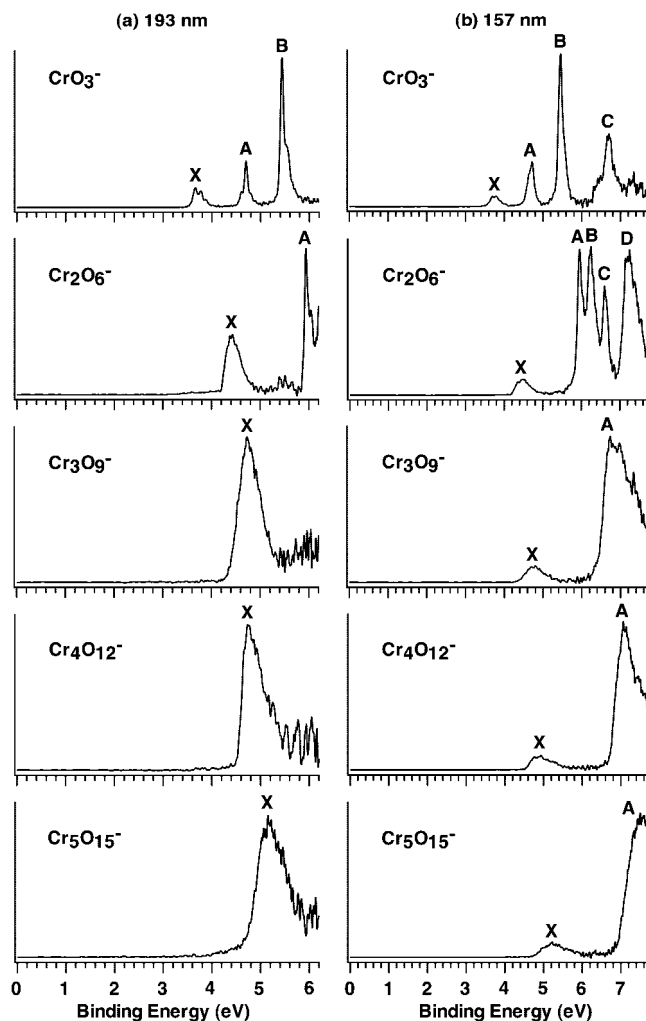 (a) 193 nm
(b) 157 nm
CrO₃⁻
X
A
B
CrO₃⁻
X
A
B
C
Cr₂O₆⁻
X
A
Cr₂O₆⁻
X
A
B
C
D
Cr₃O₉⁻
X
Cr₃O₉⁻
X
A
Cr₄O₁₂⁻
X
Cr₄O₁₂⁻
X
A
Cr₅O₁₅⁻
X
Cr₅O₁₅⁻
X
A
0 1 2 3 4 5 6
0 1 2 3 4 5 6 7
Binding Energy (eV)
Binding Energy (eV)